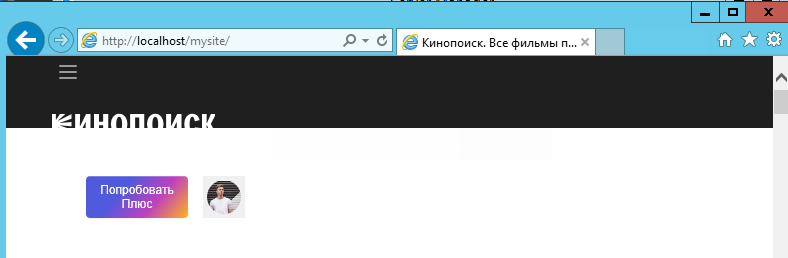 http://localhost/mysite/
Кинопоиск. Все фильмы п...
КИНОПОИСК
Попробовать
Плюс